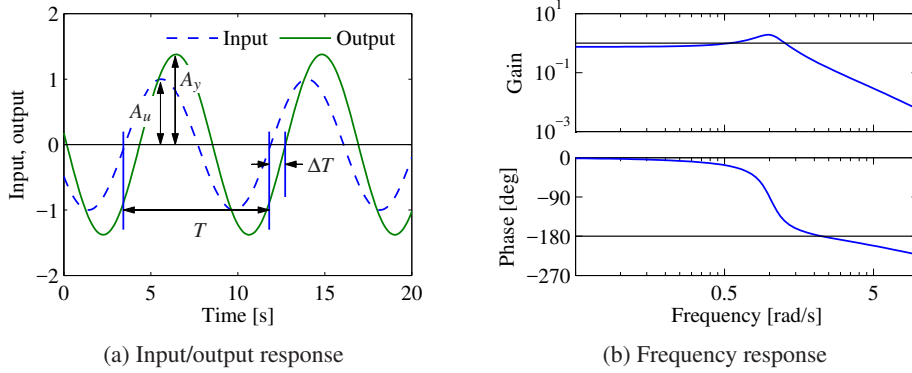 2
1
0
−1
−2
Input, output
Input
Output
A_y
A_u
ΔT
T
0
5
10
15
20
Time [s]
(a) Input/output response
10^1
10^−1
10^−3
Gain
0
−90
−180
−270
Phase [deg]
0.5
5
Frequency [rad/s]
(b) Frequency response